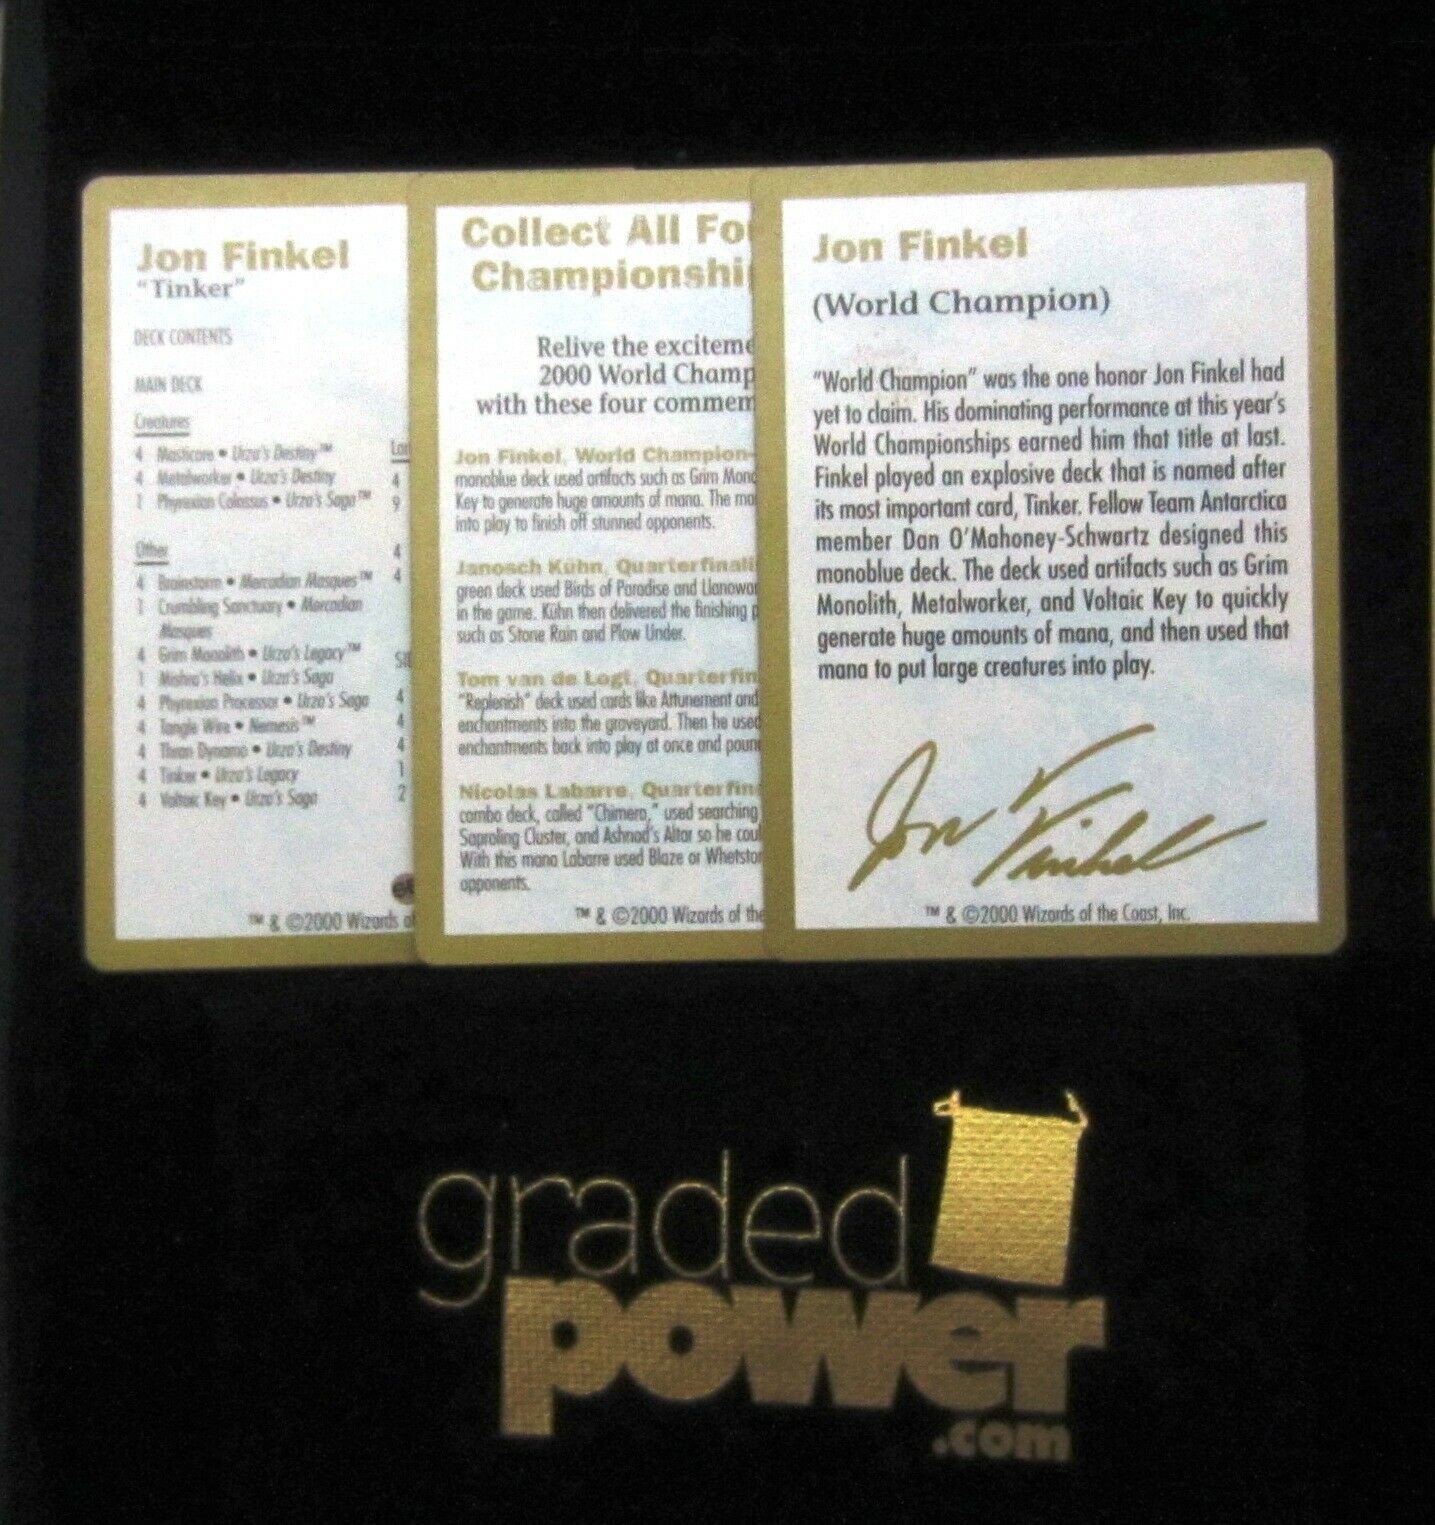 Jon Finkel
"Tinker"
DECK CONTENTS
MAIN DECK
Creatures
4 Masticore • Urza's Destiny™
4 Metalworker • Urza's Destiny
1 Phyrexian Colossus • Urza's Saga™
Other
4 Brainstorm • Mercadian Masques™
1 Crumbling Sanctuary • Mercadian
Masques
4 Grim Monolith • Urza's Legacy™
1 Mishra's Helix • Urza's Saga
4 Phyrexian Processor • Urza's Saga
4 Tangle Wire • Nemesis™
4 Thran Dynamo • Urza's Destiny
4 Tinker • Urza's Legacy
4 Voltaic Key • Urza's Saga
4
9
4
4
4
4
4
1
2
™ & ©2000 Wizards of
Collect All Fo
Championshi
Relive the exciteme
2000 World Champ
with these four commem
Jon Finkel, World Champion-
monoblue deck used artifacts such as Grim Mono
Key to generate huge amounts of mana. The ma
into play to finish off stunned opponents.
Janosch Kühn, Quarterfinali
green deck used Birds of Paradise and Llanowar
in the game. Kühn then delivered the finishing
such as Stone Rain and Plow Under.
Tom van de Logt, Quarterfin
"Replenish" deck used cards like Attunement and
enchantments into the graveyard. Then he used
enchantments back into play at once and poun
Nicolas Labarre, Quarterfin
combo deck, called "Chimera," used searching
Saproling Cluster, and Ashnod's Altar so he coul
With this mana Labarre used Blaze or Whetstor
opponents.
™ & ©2000 Wizards of the
Jon Finkel
(World Champion)
"World Champion" was the one honor Jon Finkel had
yet to claim. His dominating performance at this year's
World Championships earned him that title at last.
Finkel played an explosive deck that is named after
its most important card, Tinker. Fellow Team Antarctica
member Dan O'Mahoney-Schwartz designed this
monoblue deck. The deck used artifacts such as Grim
Monolith, Metalworker, and Voltaic Key to quickly
generate huge amounts of mana, and then used that
mana to put large creatures into play.
Jon Finkel
™ & ©2000 Wizards of the Coast, Inc.
graded
power
.com